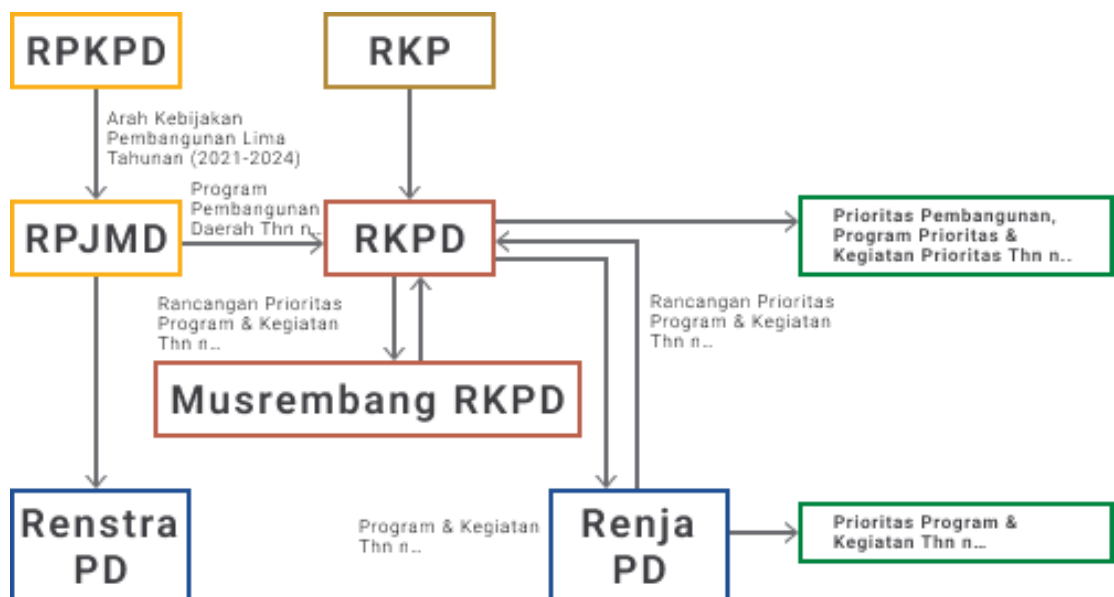 RPKPD
RKP
Arah Kebijakan
Pembangunan Lima
Tahunan (2021-2024)
Program
Pembangunan
Daerah Thn n...
RPJMD
RKPD
Prioritas Pembangunan,
Program Prioritas &
Kegiatan Prioritas Thn n..
Rancangan Prioritas
Program & Kegiatan
Thn n...
Rancangan Prioritas
Program & Kegiatan
Thn n...
Musrembang RKPD
Renstra
PD
Program & Kegiatan
Thn n...
Renja
PD
Prioritas Program &
Kegiatan Thn n...